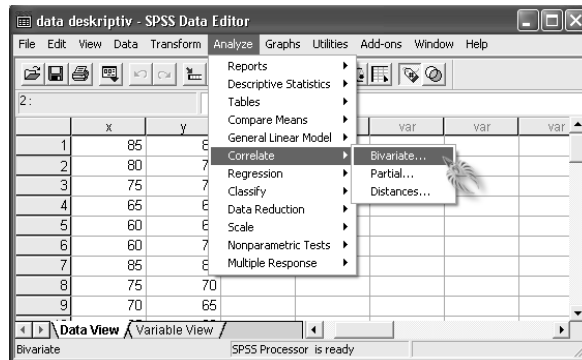 data deskriptiv - SPSS Data Editor
File Edit View Data Transform Analyze Graphs Utilities Add-ons Window Help
2:
Reports
Descriptive Statistics
Tables
Compare Means
General Linear Model
Correlate
Regression
Classify
Data Reduction
Scale
Nonparametric Tests
Multiple Response
Bivariate...
Partial...
Distances...
x y var var var
1 85
2 80
3 75
4 65
5 60
6 60
7 85
8 75 70
9 70 65
Data View Variable View
Bivariate SPSS Processor is ready